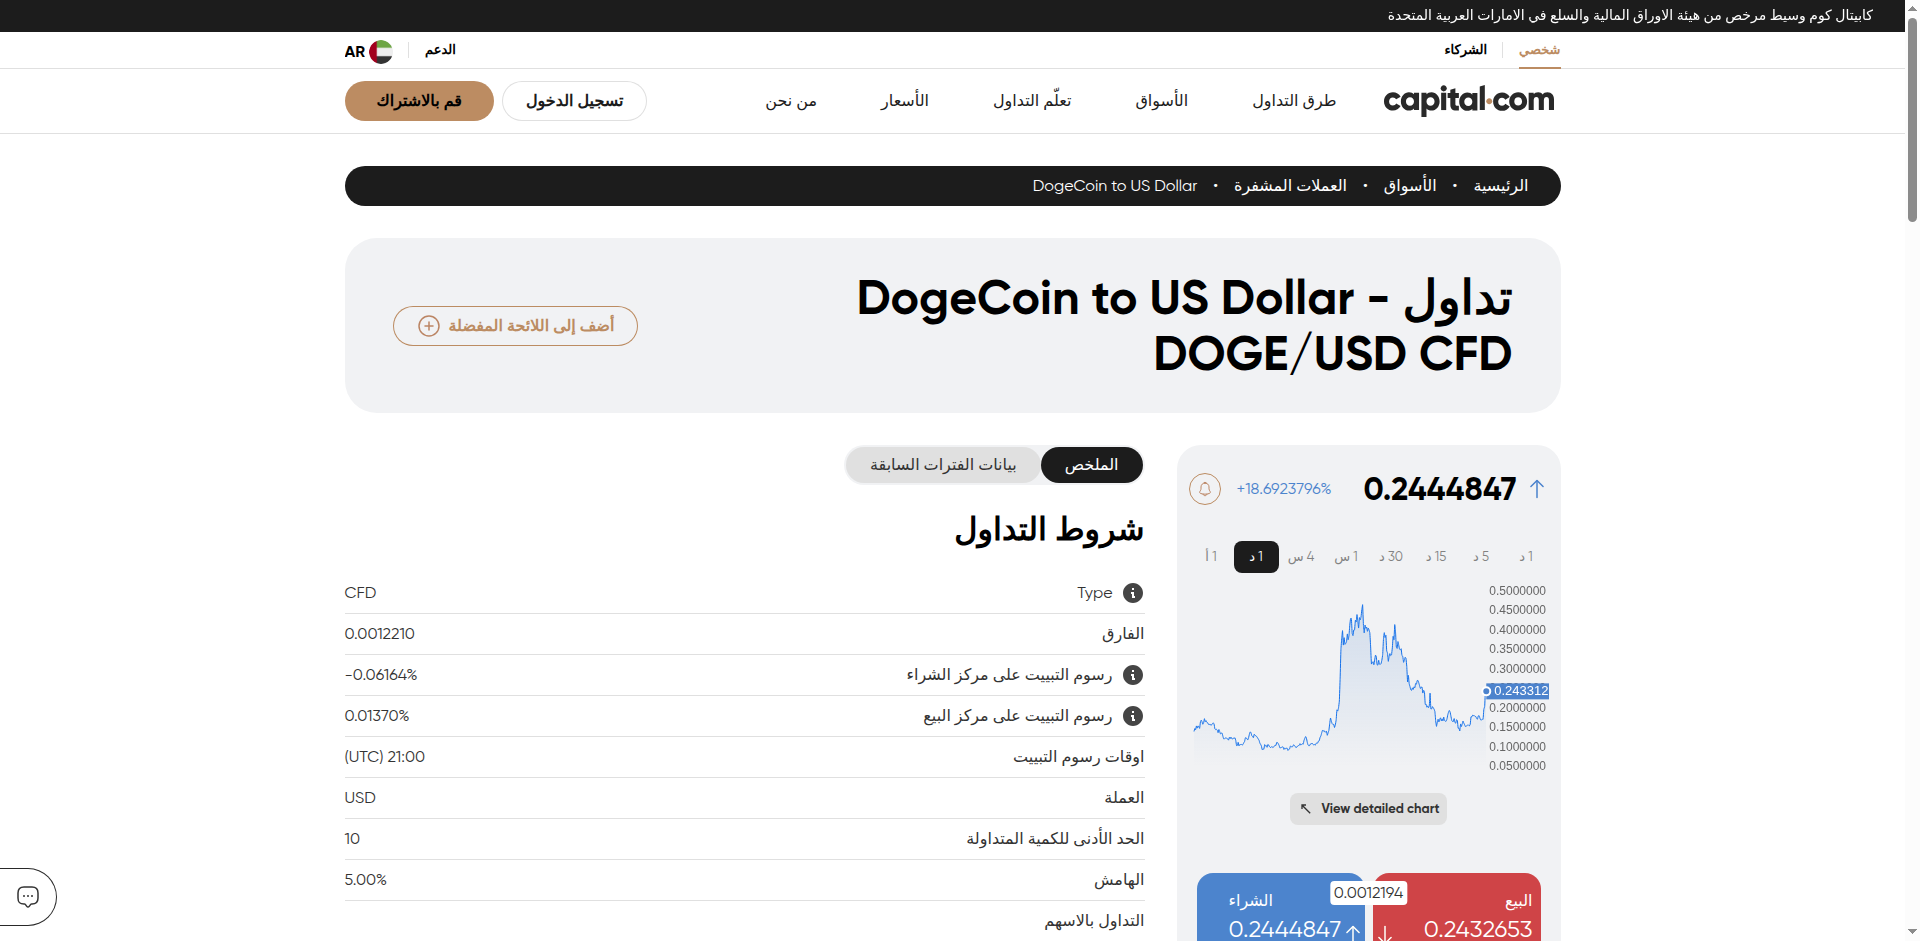 كابيتال كوم وسيط مرخص من هيئة الاوراق المالية والسلع في الامارات العربية المتحدة
شخصي
الشركاء
الدعم
AR
capital.com
طرق التداول
الأسواق
تعلّم التداول
الأسعار
من نحن
تسجيل الدخول
قم بالاشتراك
الرئيسية • الأسواق • العملات المشفرة • DogeCoin to US Dollar
تداول DogeCoin to US Dollar -
DOGE/USD CFD
أضف إلى اللائحة المفضلة
0.2444847
+18.6923796%
1 د
5 د
15 د
30 د
1 س
4 س
1 د
1 أ
0.5000000
0.4500000
0.4000000
0.3500000
0.3000000
0.243312
0.2000000
0.1500000
0.1000000
0.0500000
View detailed chart
البيع
0.2432653
0.0012194
الشراء
0.2444847
الملخص
بيانات الفترات السابقة
شروط التداول
Type CFD
الفارق 0.0012210
رسوم التبييت على مركز الشراء -0.06164%
رسوم التبييت على مركز البيع 0.01370%
اوقات رسوم التبييت 21:00 (UTC)
العملة USD
الحد الأدنى للكمية المتداولة 10
الهامش 5.00%
التداول بالاسهم